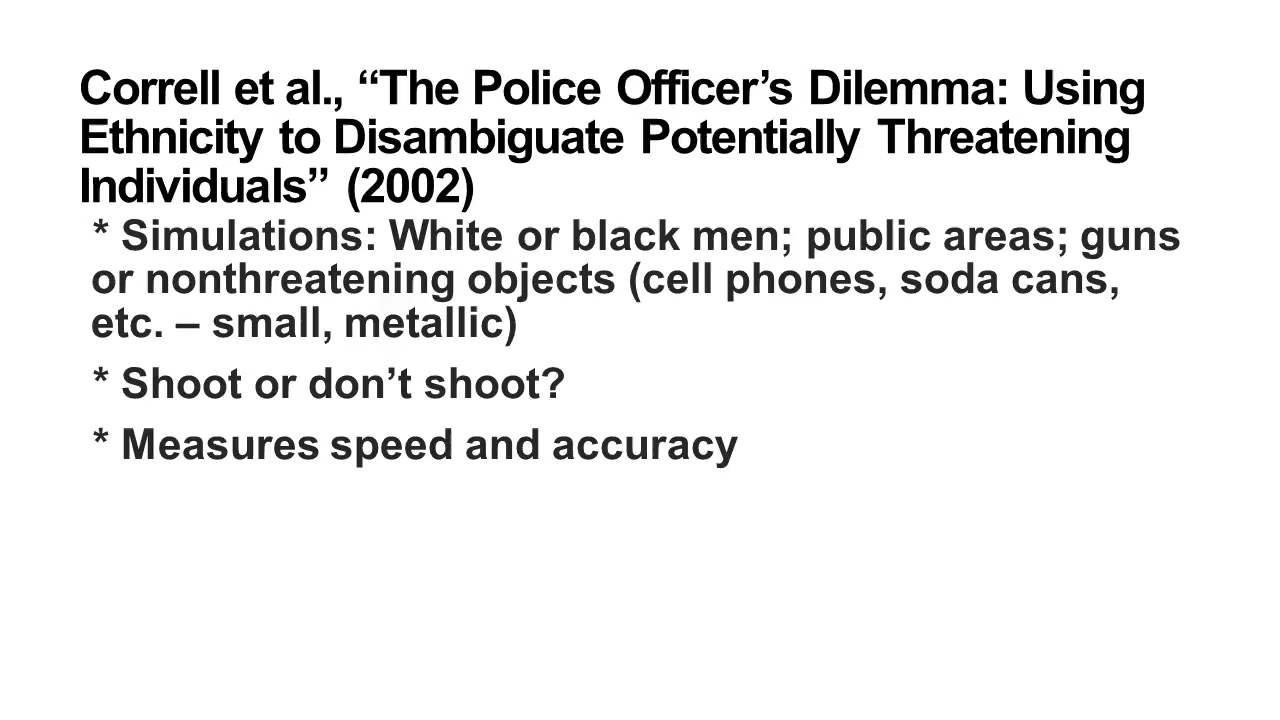 Correll et al., “The Police Officer’s Dilemma: Using
Ethnicity to Disambiguate Potentially Threatening
Individuals” (2002)
* Simulations: White or black men; public areas; guns
or nonthreatening objects (cell phones, soda cans,
etc. – small, metallic)
* Shoot or don’t shoot?
* Measures speed and accuracy